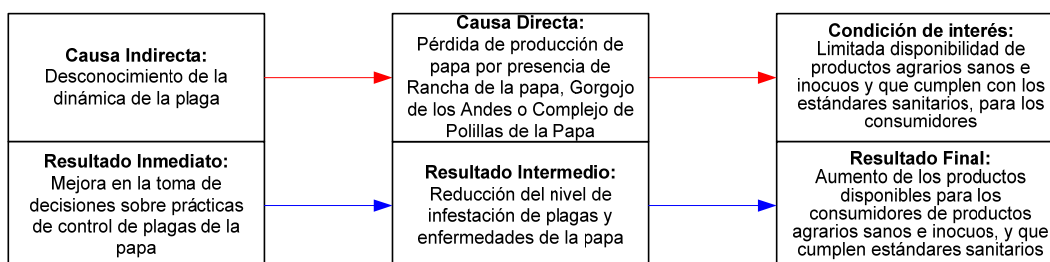 Causa Indirecta:
Desconocimiento de la
dinámica de la plaga
Causa Directa:
Pérdida de producción de
papa por presencia de
Rancha de la papa, Gorgojo
de los Andes o Complejo de
Polillas de la Papa
Condición de interés:
Limitada disponibilidad de
productos agrarios sanos e
inocuos y que cumplen con los
estándares sanitarios, para los
consumidores
Resultado Inmediato:
Mejora en la toma de
decisiones sobre prácticas
de control de plagas de la
papa
Resultado Intermedio:
Reducción del nivel de
infestación de plagas y
enfermedades de la papa
Resultado Final:
Aumento de los productos
disponibles para los
consumidores de productos
agrarios sanos e inocuos, y que
cumplen estándares sanitarios